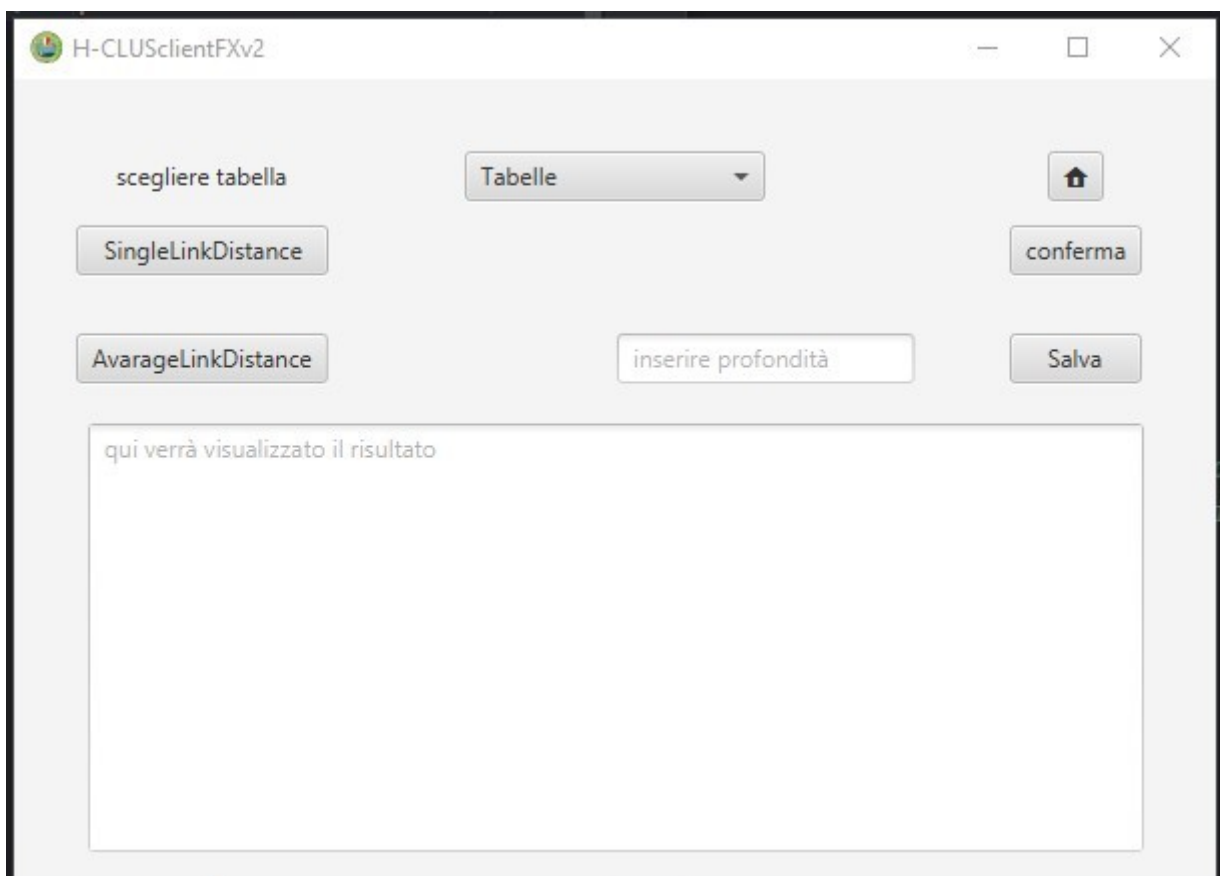 H-CLUSclientFXv2
scegliere tabella
Tabelle
SingleLinkDistance
conferma
AvarageLinkDistance
inserire profondità
Salva
qui verrà visualizzato il risultato